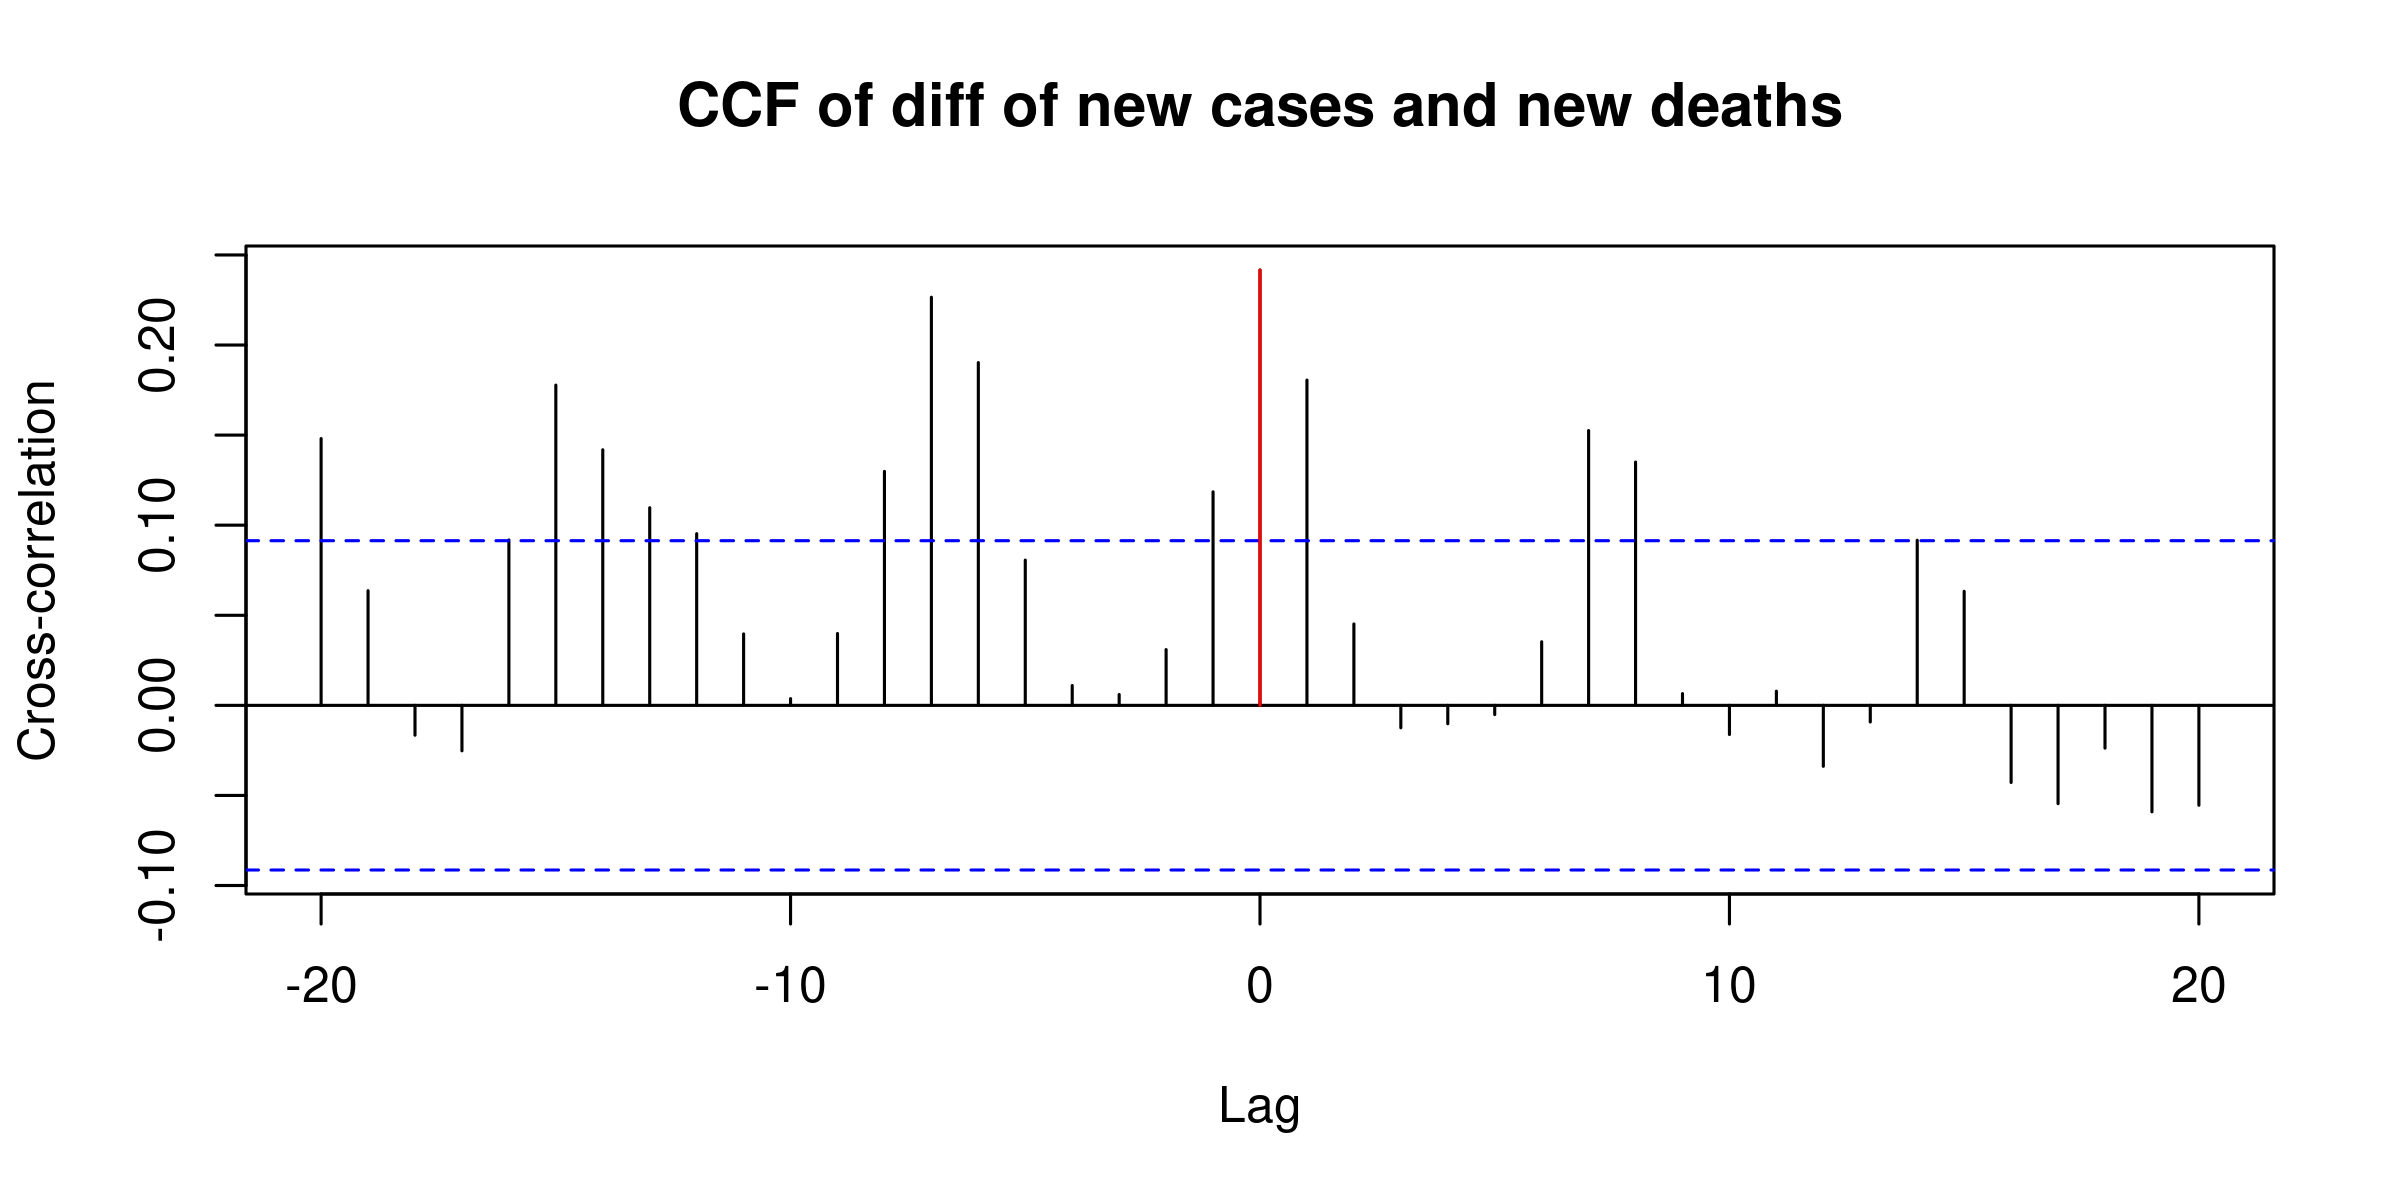 CCF of diff of new cases and new deaths
Cross-correlation
0.20
0.10
0.00
-0.10
-20 -10 0 10 20
Lag